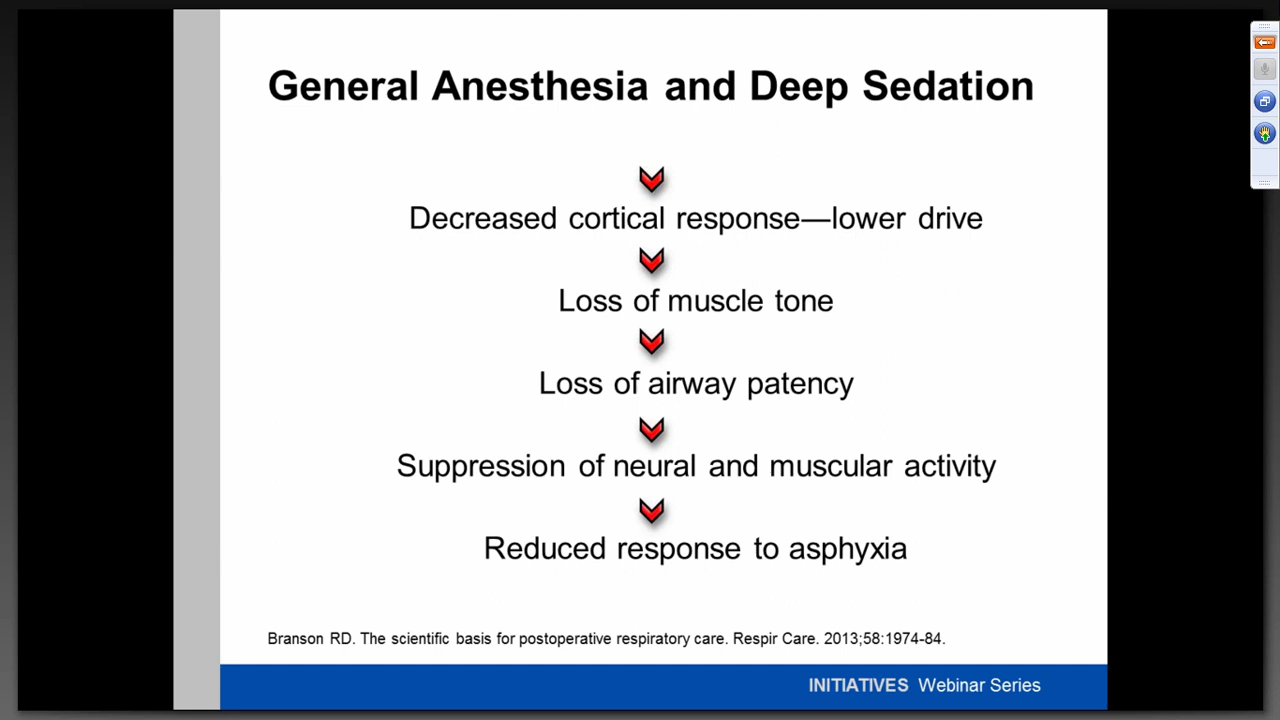 General Anesthesia and Deep Sedation
Decreased cortical response—lower drive
Loss of muscle tone
Loss of airway patency
Suppression of neural and muscular activity
Reduced response to asphyxia
Branson RD. The scientific basis for postoperative respiratory care. Respir Care. 2013;58:1974-84.
INITIATIVES Webinar Series